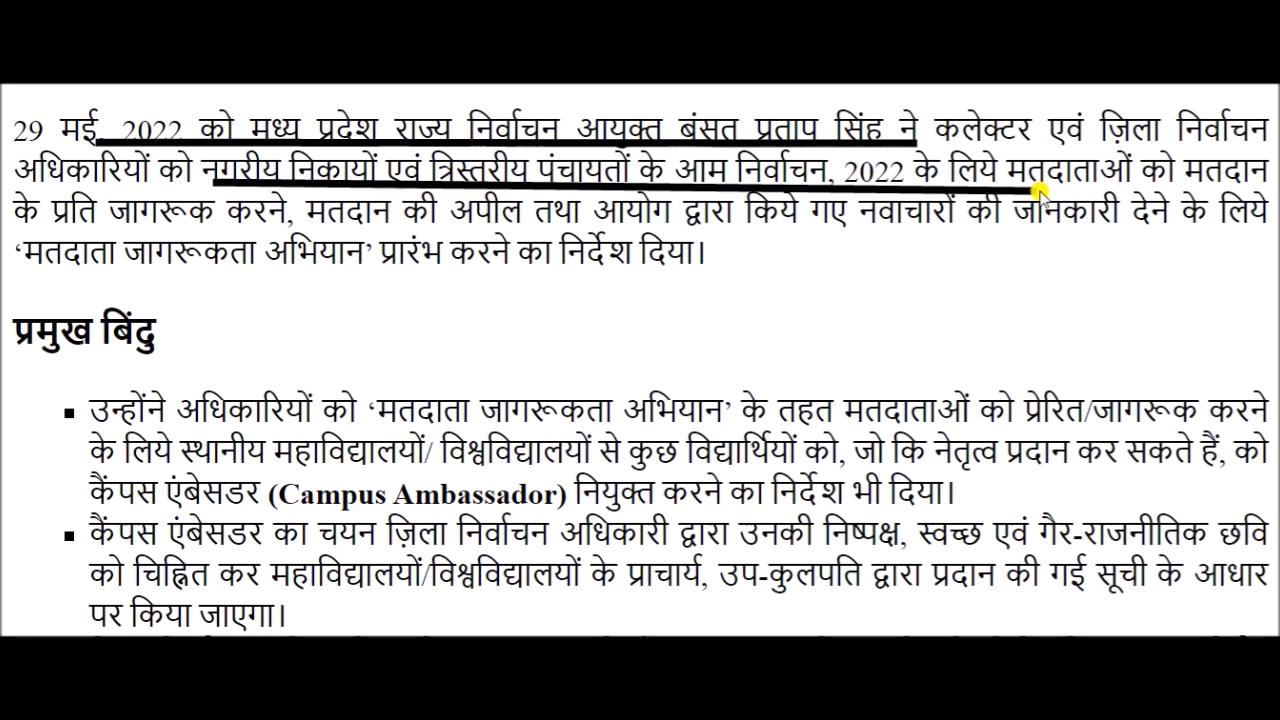 29 मई, 2022 को मध्य प्रदेश राज्य निर्वाचन आयुक्त बंसत प्रताप सिंह ने कलेक्टर एवं ज़िला निर्वाचन
अधिकारियों को नगरीय निकायों एवं त्रिस्तरीय पंचायतों के आम निर्वाचन, 2022 के लिये मतदाताओं को मतदान
के प्रति जागरूक करने, मतदान की अपील तथा आयोग द्वारा किये गए नवाचारों की जानकारी देने के लिये
‘मतदाता जागरूकता अभियान’ प्रारंभ करने का निर्देश दिया।
प्रमुख बिंदु
▪ उन्होंने अधिकारियों को ‘मतदाता जागरूकता अभियान’ के तहत मतदाताओं को प्रेरित/जागरूक करने
के लिये स्थानीय महाविद्यालयों/ विश्वविद्यालयों से कुछ विद्यार्थियों को, जो कि नेतृत्व प्रदान कर सकते हैं, को
कैंपस एंबेसडर (Campus Ambassador) नियुक्त करने का निर्देश भी दिया।
▪ कैंपस एंबेसडर का चयन ज़िला निर्वाचन अधिकारी द्वारा उनकी निष्पक्ष, स्वच्छ एवं गैर-राजनीतिक छवि
को चिह्नित कर महाविद्यालयों/विश्वविद्यालयों के प्राचार्य, उप-कुलपति द्वारा प्रदान की गई सूची के आधार
पर किया जाएगा।